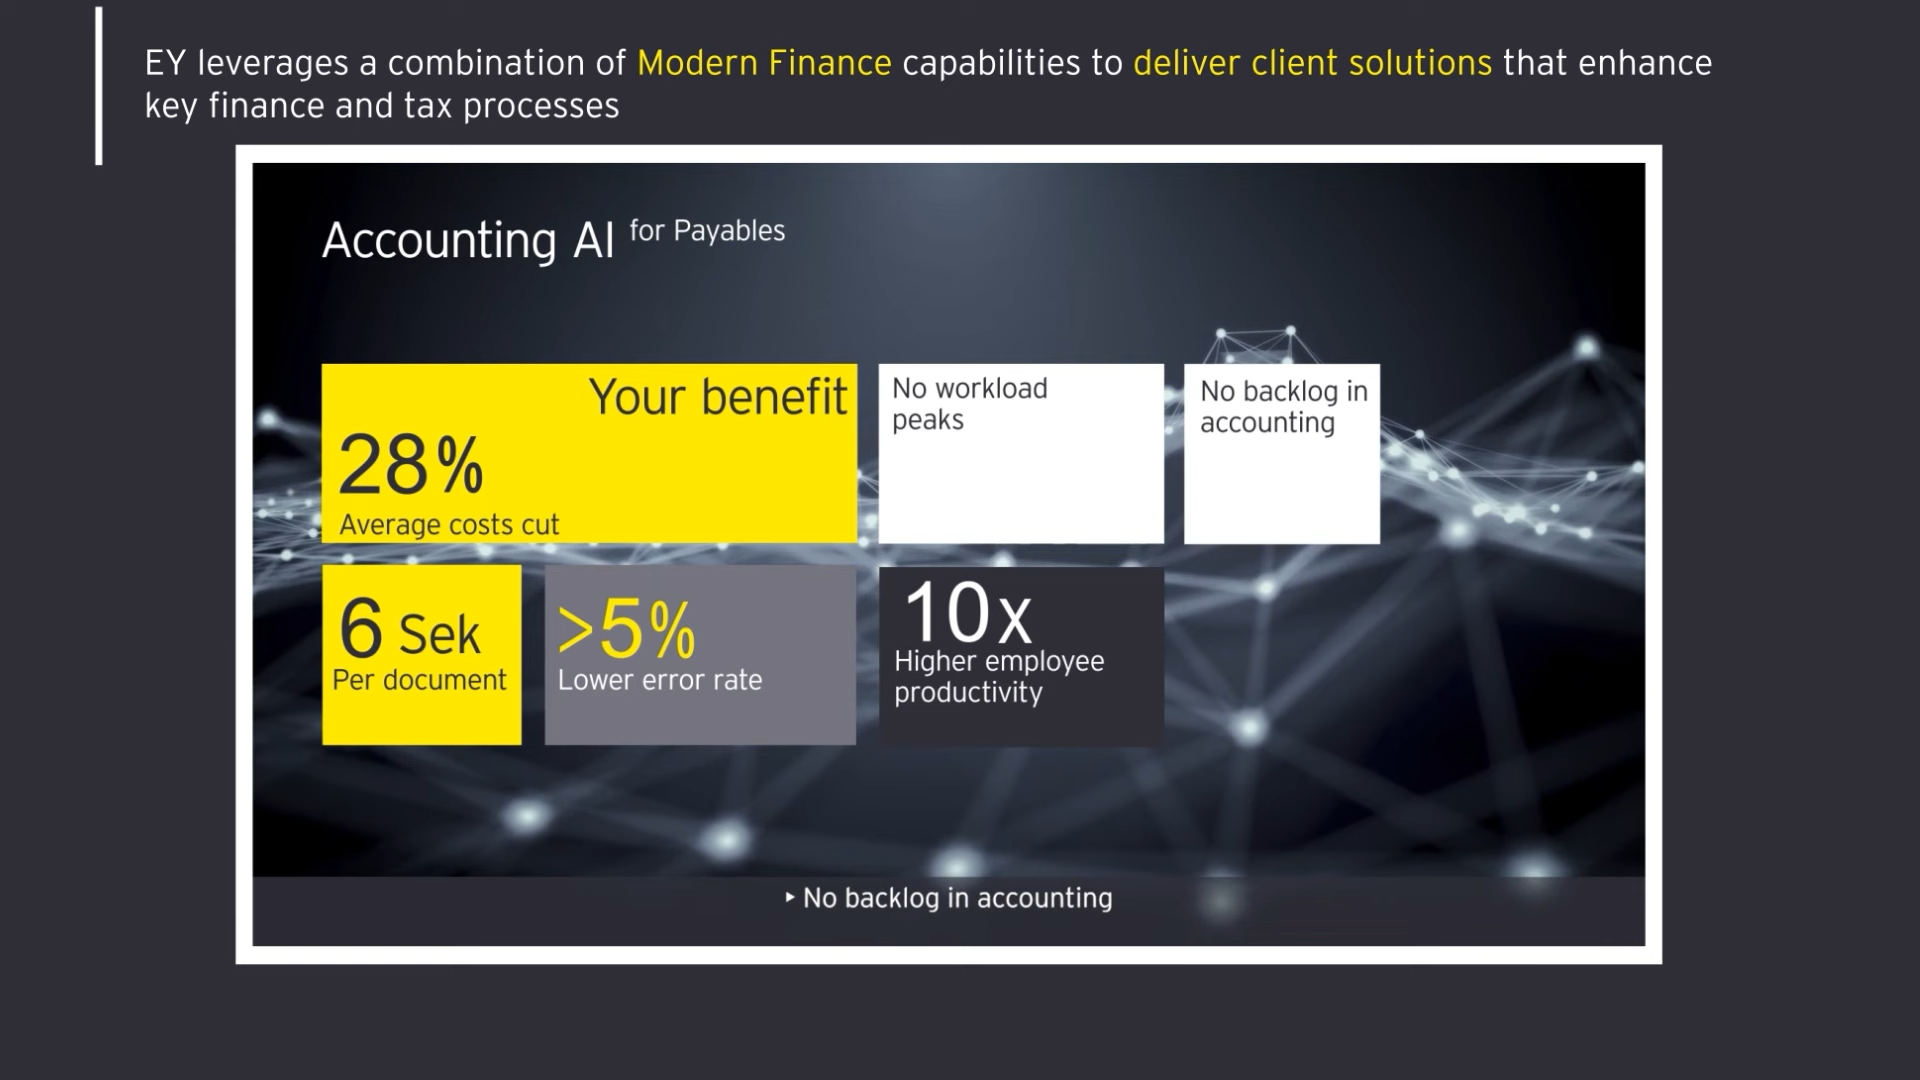 EY leverages a combination of Modern Finance capabilities to deliver client solutions that enhance
key finance and tax processes
Accounting AI for Payables
Your benefit
28%
Average costs cut
No workload
peaks
No backlog in
accounting
6 Sek
Per document
>5%
Lower error rate
10x
Higher employee
productivity
▸ No backlog in accounting